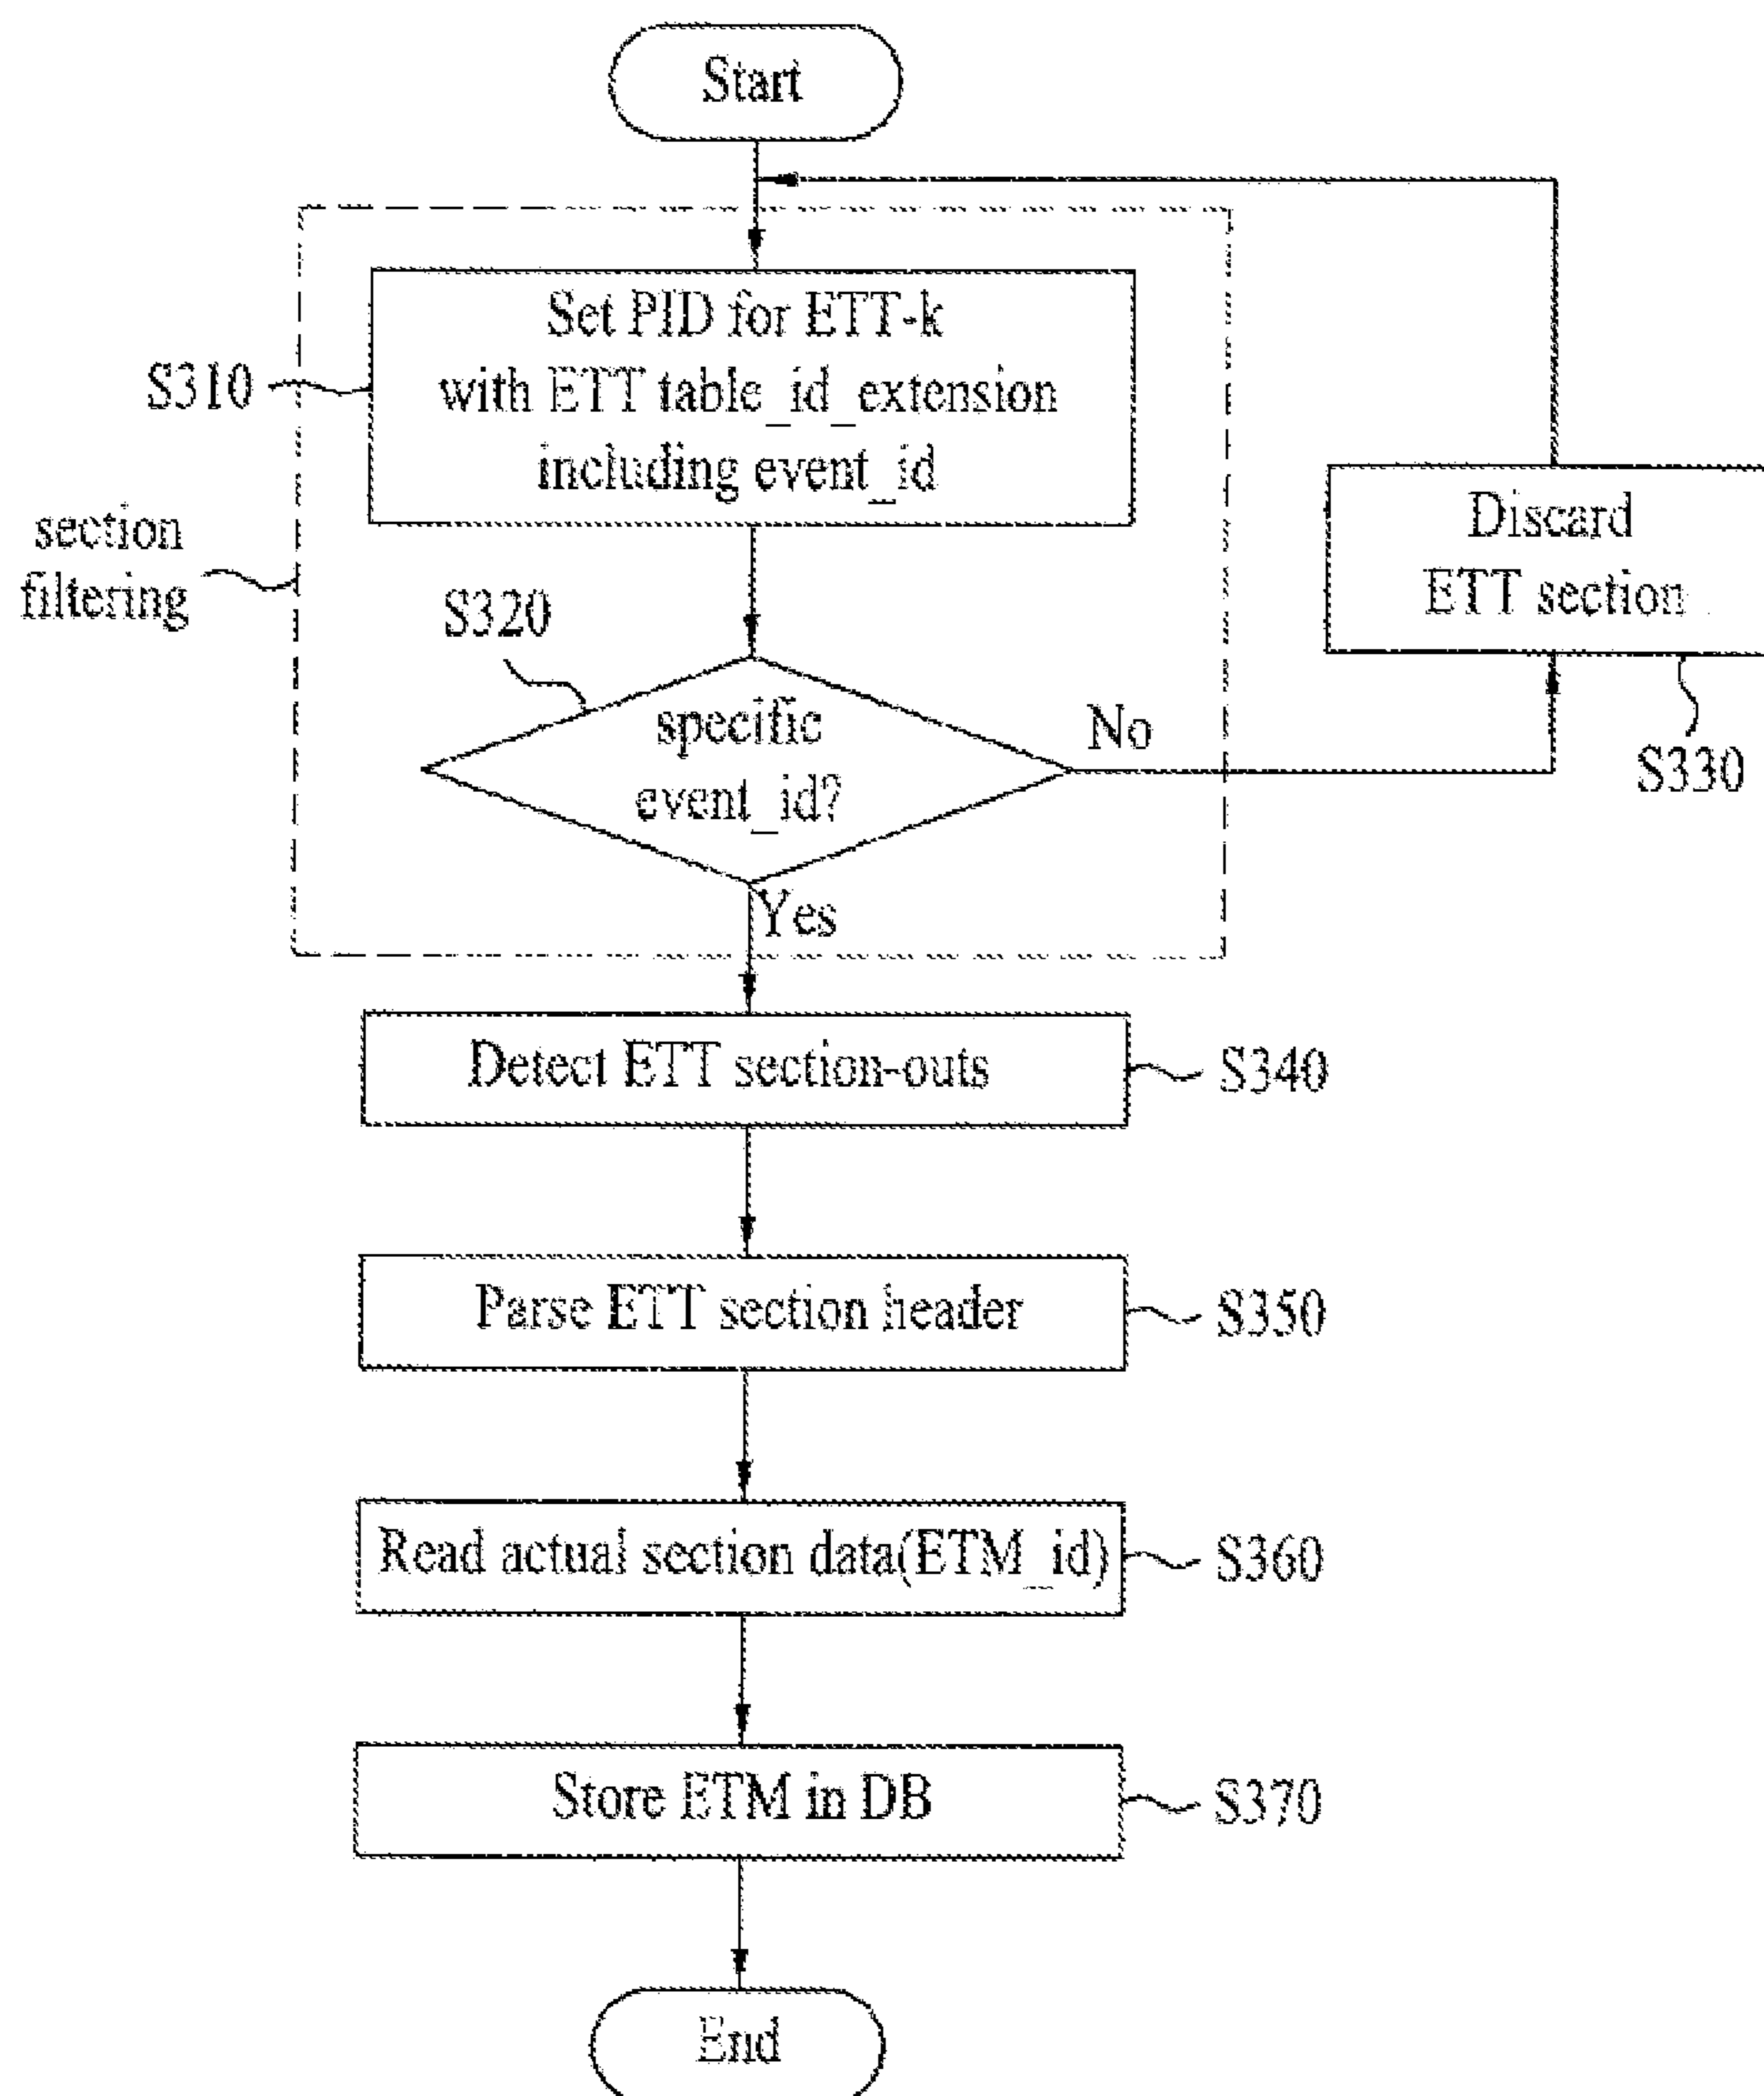 Start
Set PID for ETT-k
with ETT table_id_extension
including event_id
S310
section
filtering
Discard
ETT section
S330
S320
specific
event_id?
No
Yes
Detect ETT section-outs
S340
Parse ETT section header
S350
Read actual section data(ETM_id)
S360
Store ETM in DB
S370
End